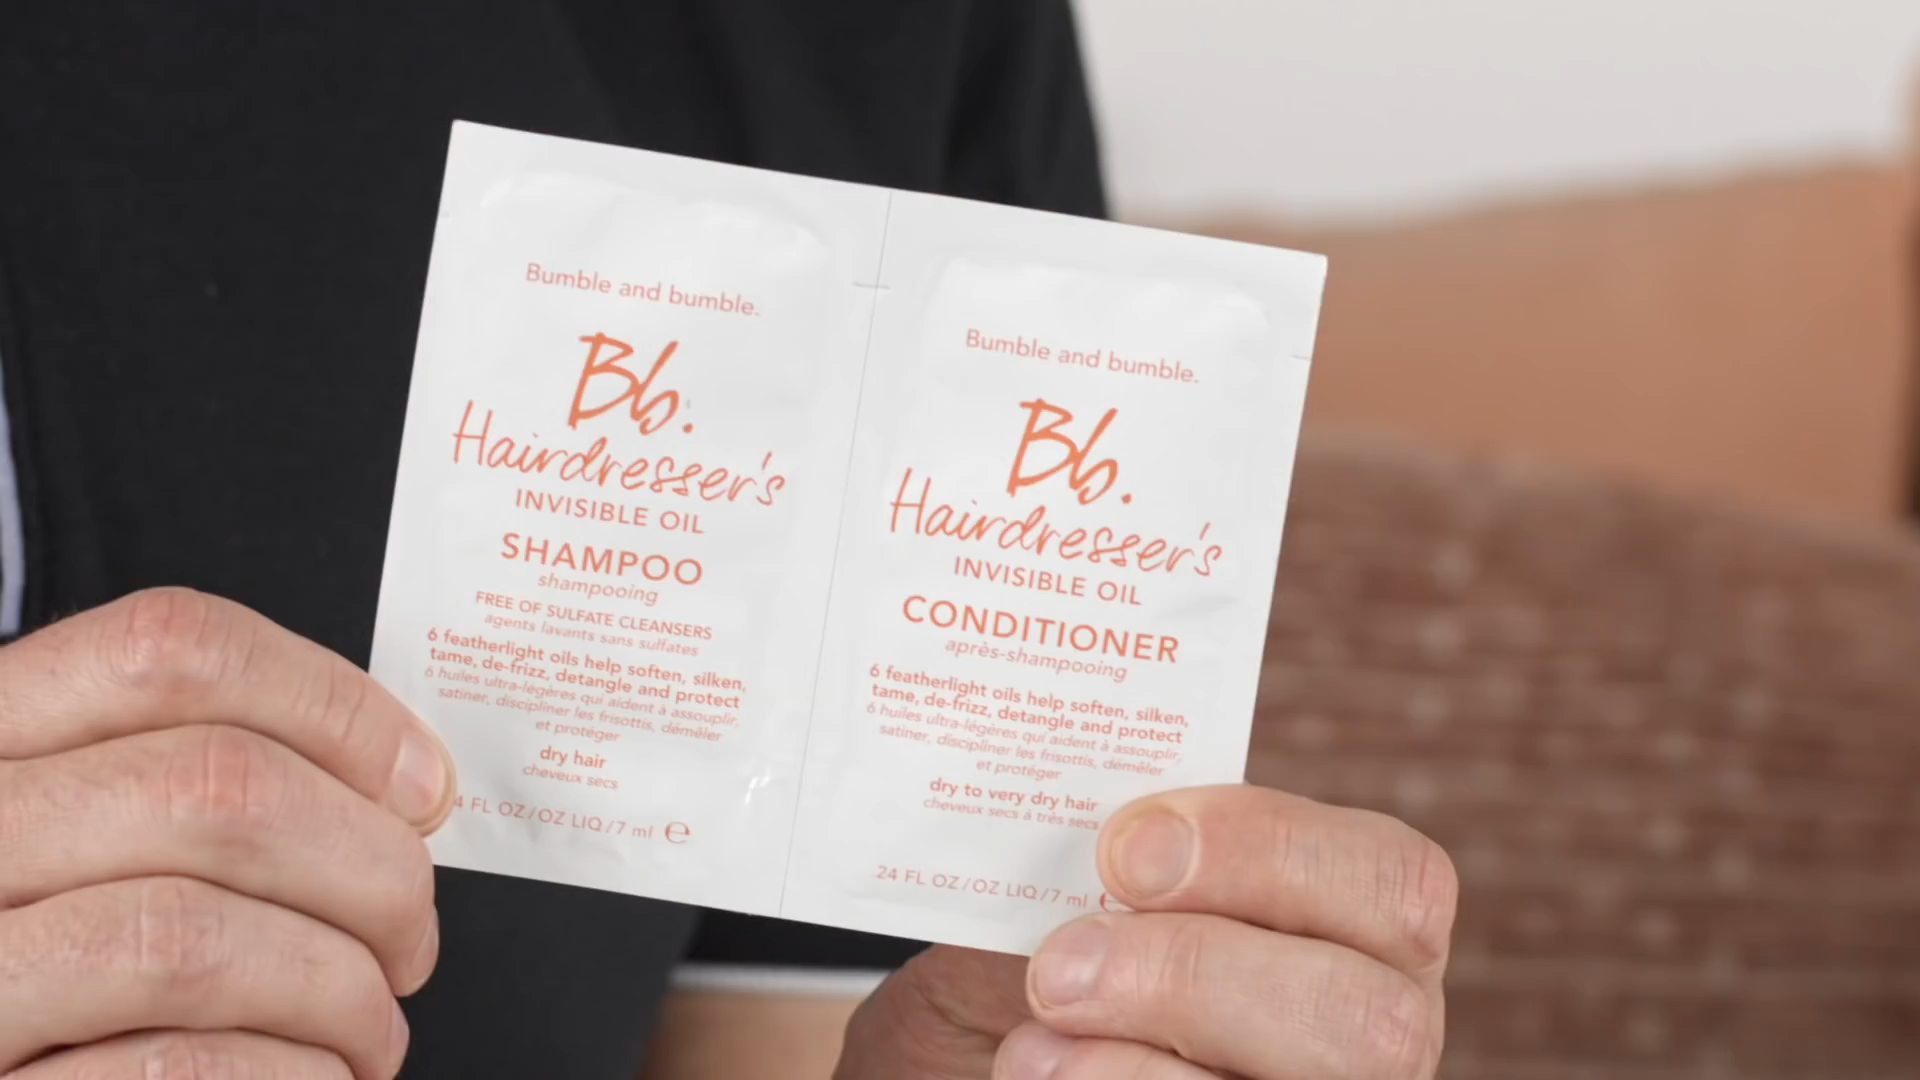 Bumble and bumble.
Bb.
Hairdresser's
INVISIBLE OIL
SHAMPOO
shampooing
FREE OF SULFATE CLEANSERS
agents lavants sans sulfates
6 featherlight oils help soften, silken,
tame, de-frizz, detangle and protect
6 huiles ultra-légères qui aident à assouplir,
satiner, discipliner les frisottis, démêler
et protéger
dry hair
cheveux secs
4 FL OZ/OZ LIQ/7 ml ℮
Bumble and bumble.
Bb.
Hairdresser's
INVISIBLE OIL
CONDITIONER
après-shampooing
6 featherlight oils help soften, silken,
tame, de-frizz, detangle and protect
6 huiles ultra-légères qui aident à assouplir,
satiner, discipliner les frisottis, démêler
et protéger
dry to very dry hair
cheveux secs à très secs
24 FL OZ/OZ LIQ/7 ml ℮